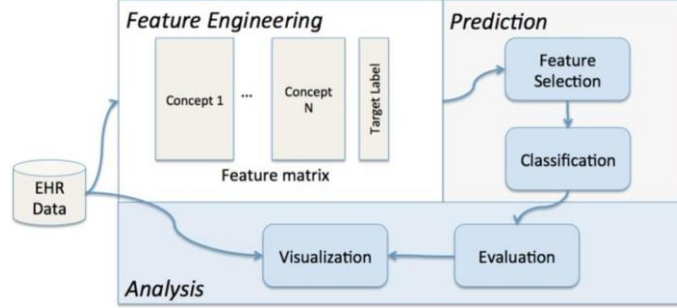 Feature Engineering
Prediction
Concept 1
...
Concept
N
Target Label
Feature matrix
Feature
Selection
Classification
EHR
Data
Visualization
Evaluation
Analysis